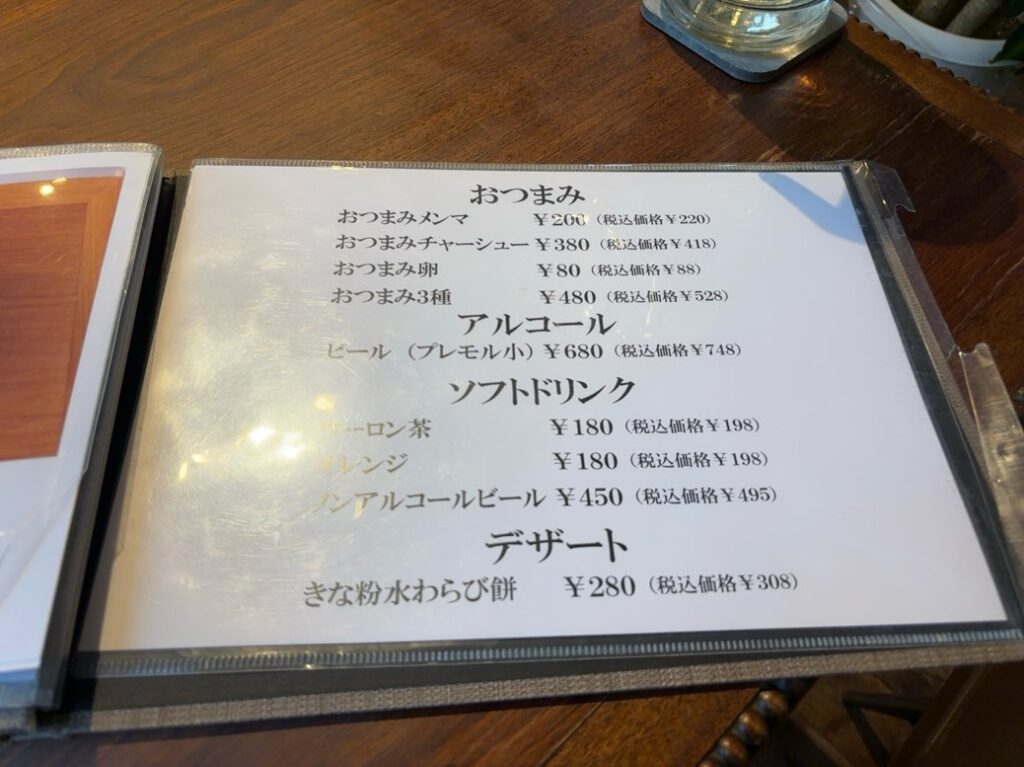 おつまみ
おつまみメンマ ￥200（税込価格￥220）
おつまみチャーシュー ￥380（税込価格￥418）
おつまみ卵 ￥80（税込価格￥88）
おつまみ3種 ￥480（税込価格￥528）
アルコール
ビール（プレモル小）￥680（税込価格￥748）
ソフトドリンク
ウーロン茶 ￥180（税込価格￥198）
オレンジ ￥180（税込価格￥198）
ノンアルコールビール ￥450（税込価格￥495）
デザート
きな粉水わらび餅 ￥280（税込価格￥308）